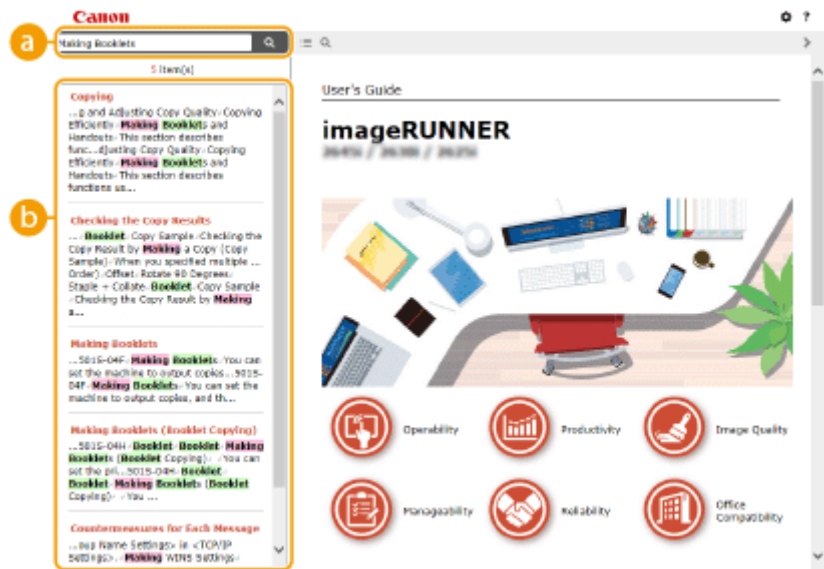 Canon
?
a
Making Booklets
5 item(s)
b
Copying
...g and Adjusting Copy Quality Copying
Efficiently Making Booklets and
Handouts This section describes
func...djusting Copy Quality Copying
Efficiently Making Booklets and
Handouts This section describes
functions us...
Checking the Copy Results
...Booklet Copy Sample Checking the
Copy Result by Making a Copy (Copy
Sample) When you specified multiple ...
Order) Offset Rotate 90 Degrees
Staple + Collate Booklet Copy Sample
Checking the Copy Result by Making
a...
Making Booklets
...5015-04F Making Booklets You can
set the machine to output copies...5015-
04F Making Booklets You can set the
machine to output copies, and th...
Making Booklets (Booklet Copying)
...5015-04H Booklet Booklet Making
Booklets (Booklet Copying) You can
set the pri...5015-04H Booklet
Booklet Making Booklets (Booklet
Copying) You ...
Countermeasures for Each Message
...oup Name Settings> in <TCP/IP
Settings>. Making WINS Settings
User's Guide
imageRUNNER
Operability
Productivity
Image Quality
Manageability
Reliability
Office
Compatibility